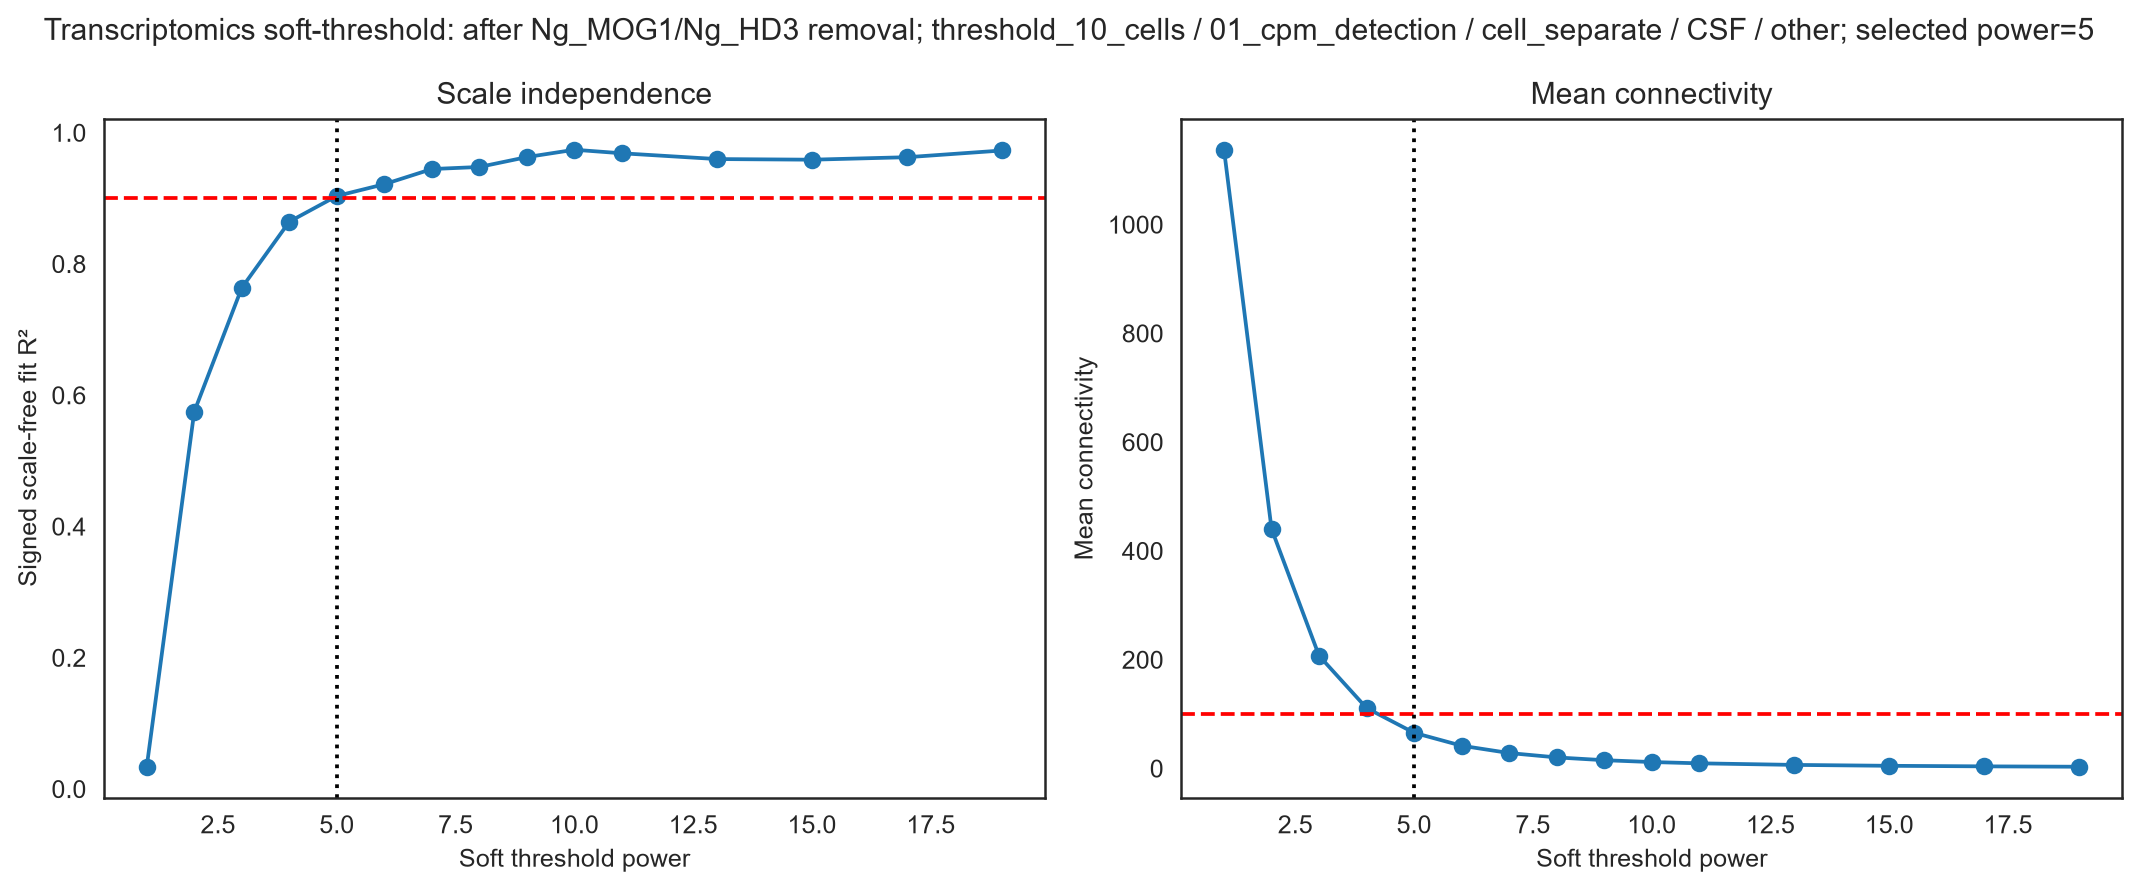 Transcriptomics soft-threshold: after Ng_MOG1/Ng_HD3 removal; threshold_10_cells / 01_cpm_detection / cell_separate / CSF / other; selected power=5
Scale independence
Signed scale-free fit R²
1.0
0.8
0.6
0.4
0.2
0.0
2.5 5.0 7.5 10.0 12.5 15.0 17.5
Soft threshold power
Mean connectivity
Mean connectivity
1000
800
600
400
200
0
2.5 5.0 7.5 10.0 12.5 15.0 17.5
Soft threshold power